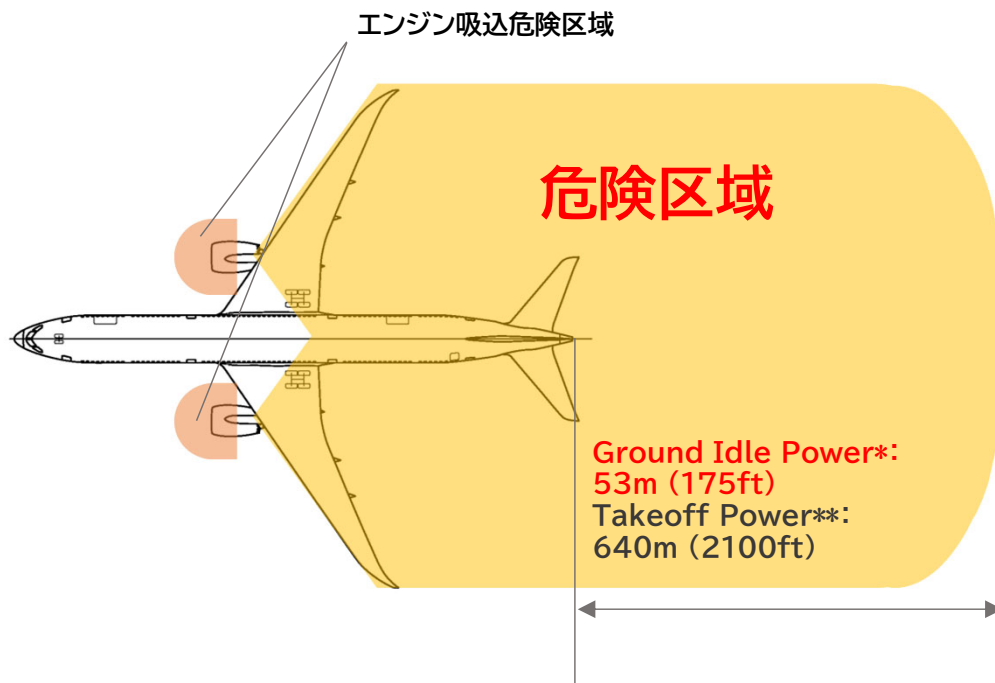 エンジン吸込危険区域
危険区域
Ground Idle Power*:
53m (175ft)
Takeoff Power**:
640m (2100ft)